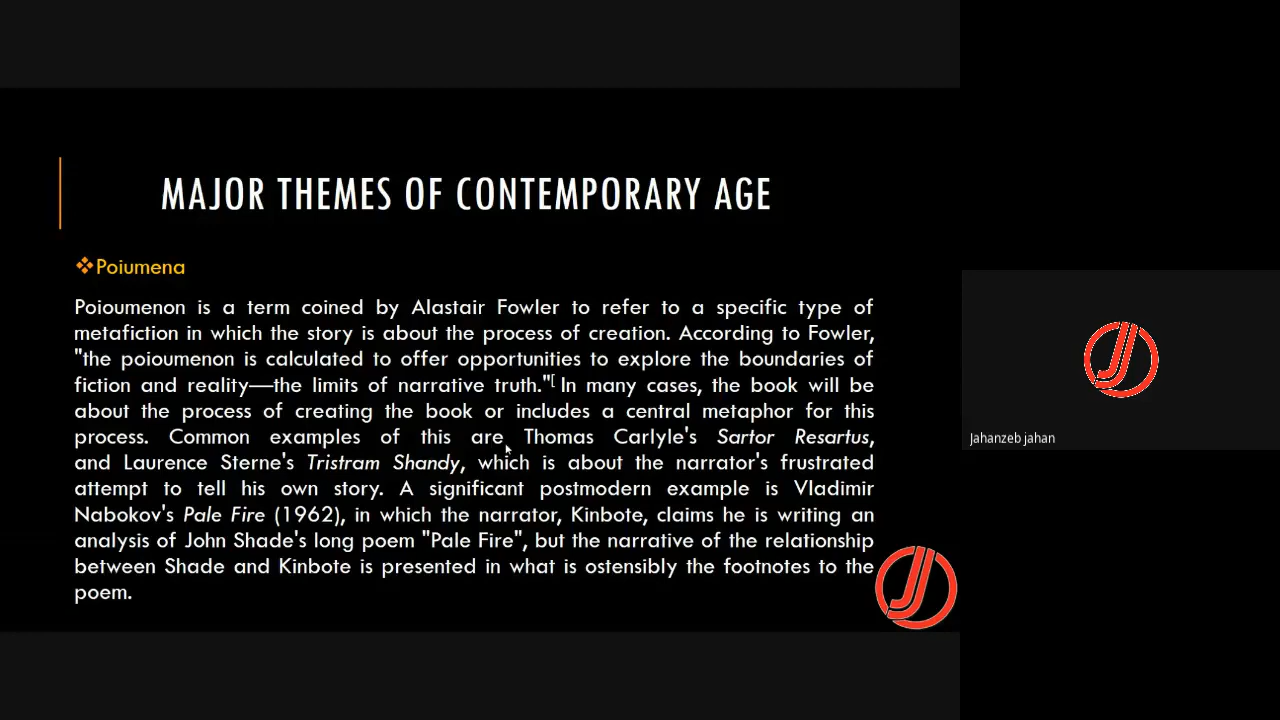 MAJOR THEMES OF CONTEMPORARY AGE
❖Poiumena
Poioumenon is a term coined by Alastair Fowler to refer to a specific type of
metafiction in which the story is about the process of creation. According to Fowler,
"the poioumenon is calculated to offer opportunities to explore the boundaries of
fiction and reality—the limits of narrative truth."[ In many cases, the book will be
about the process of creating the book or includes a central metaphor for this
process. Common examples of this are Thomas Carlyle's Sartor Resartus,
and Laurence Sterne's Tristram Shandy, which is about the narrator's frustrated
attempt to tell his own story. A significant postmodern example is Vladimir
Nabokov's Pale Fire (1962), in which the narrator, Kinbote, claims he is writing an
analysis of John Shade's long poem "Pale Fire", but the narrative of the relationship
between Shade and Kinbote is presented in what is ostensibly the footnotes to the
poem.
Jahanzeb jahan